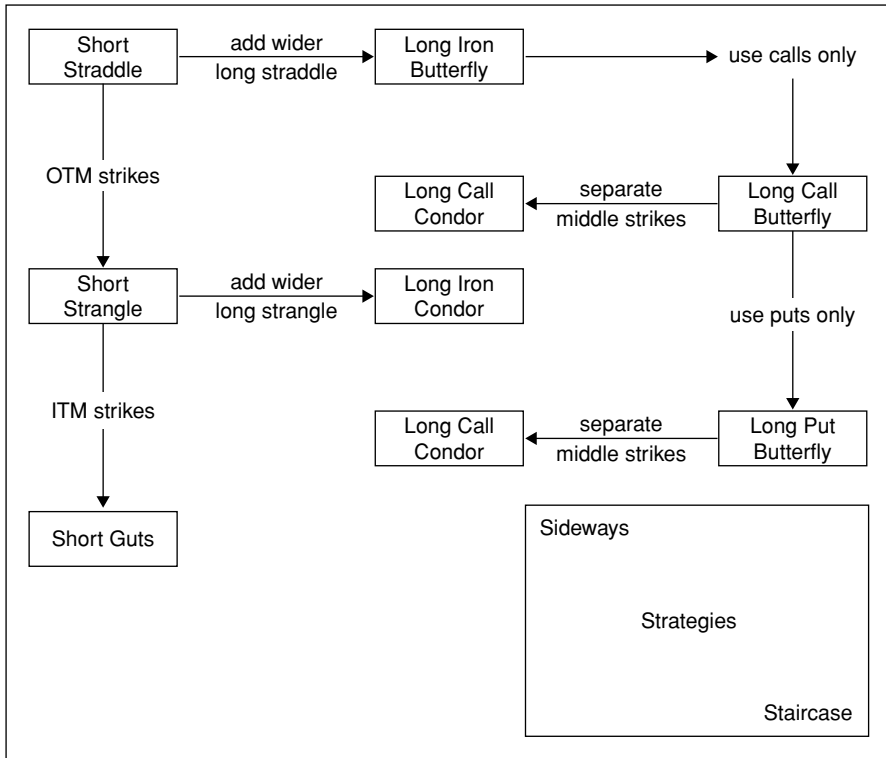 Short
Straddle
add wider
long straddle
Long Iron
Butterfly
use calls only
OTM strikes
Long Call
Condor
separate
middle strikes
Long Call
Butterfly
Short
Strangle
add wider
long strangle
Long Iron
Condor
use puts only
ITM strikes
Long Call
Condor
separate
middle strikes
Long Put
Butterfly
Short Guts
Sideways
Strategies
Staircase